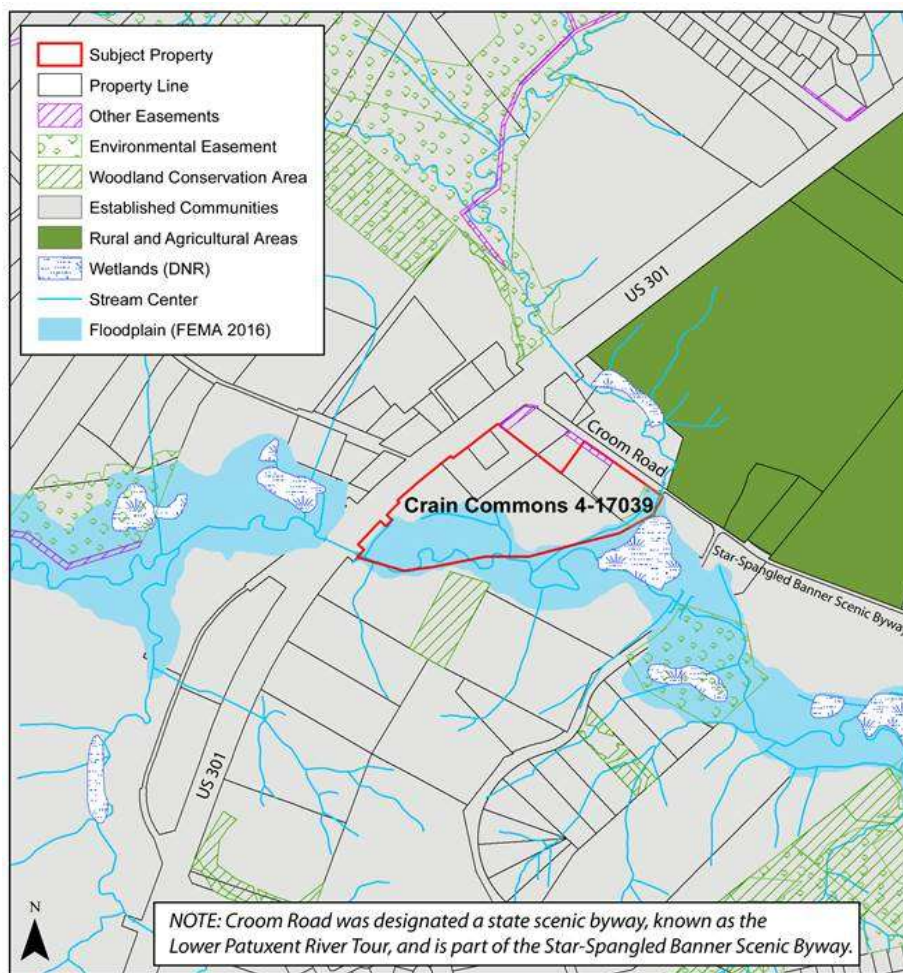 Subject Property
Property Line
Other Easements
Environmental Easement
Woodland Conservation Area
Established Communities
Rural and Agricultural Areas
Wetlands (DNR)
Stream Center
Floodplain (FEMA 2016)
US 301
Croom Road
Crain Commons 4-17039
Star-Spangled Banner Scenic Byway
US 301
N
NOTE: Croom Road was designated a state scenic byway, known as the
Lower Patuxent River Tour, and is part of the Star-Spangled Banner Scenic Byway.